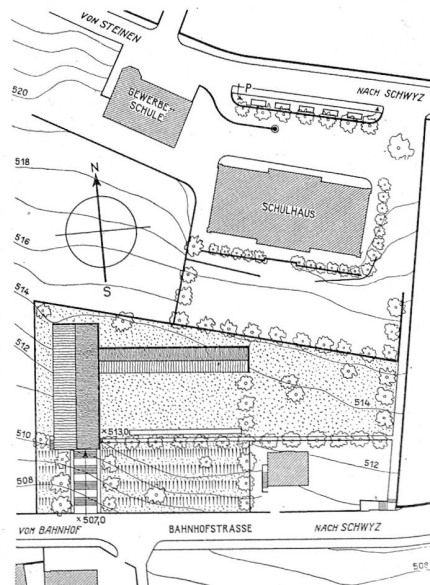 VON STEINEN
P
NACH SCHWYZ
520
GEWERBE-
SCHULE
518
N
SCHULHAUS
516
S
514
512
514
×513,0
510
512
508
×507,0
VOM BAHNHOF
BAHNHOFSTRASSE
NACH SCHWYZ
508